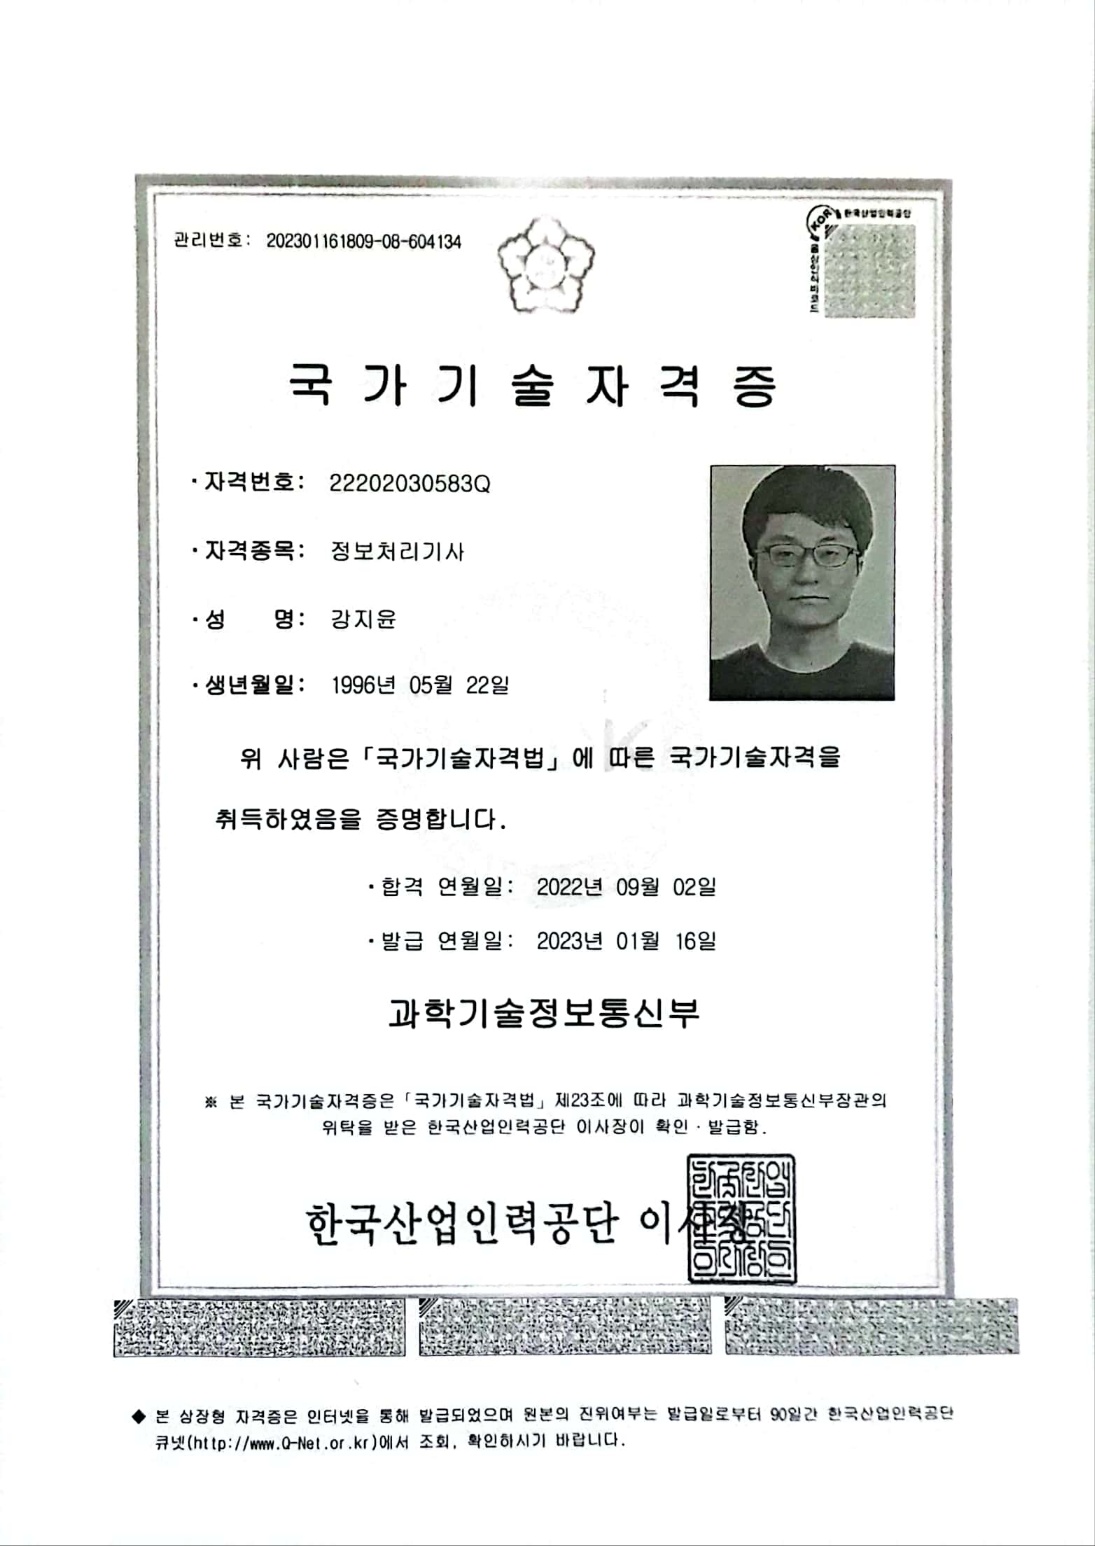 관리번호: 202301161809-08-604134
KOR 한국산업인력공단
음성인식바코드
국가기술자격증
·자격번호: 22202030583Q
·자격종목: 정보처리기사
·성 명: 강지윤
·생년월일: 1996년 05월 22일
위 사람은「국가기술자격법」에 따른 국가기술자격을
취득하였음을 증명합니다.
·합격 연월일: 2022년 09월 02일
·발급 연월일: 2023년 01월 16일
과학기술정보통신부
※ 본 국가기술자격증은「국가기술자격법」제23조에 따라 과학기술정보통신부장관의
위탁을 받은 한국산업인력공단 이사장이 확인·발급함.
한국산업인력공단 이사장
◆ 본 상장형 자격증은 인터넷을 통해 발급되었으며 원본의 진위여부는 발급일로부터 90일간 한국산업인력공단
큐넷(http://www.Q-Net.or.kr)에서 조회, 확인하시기 바랍니다.